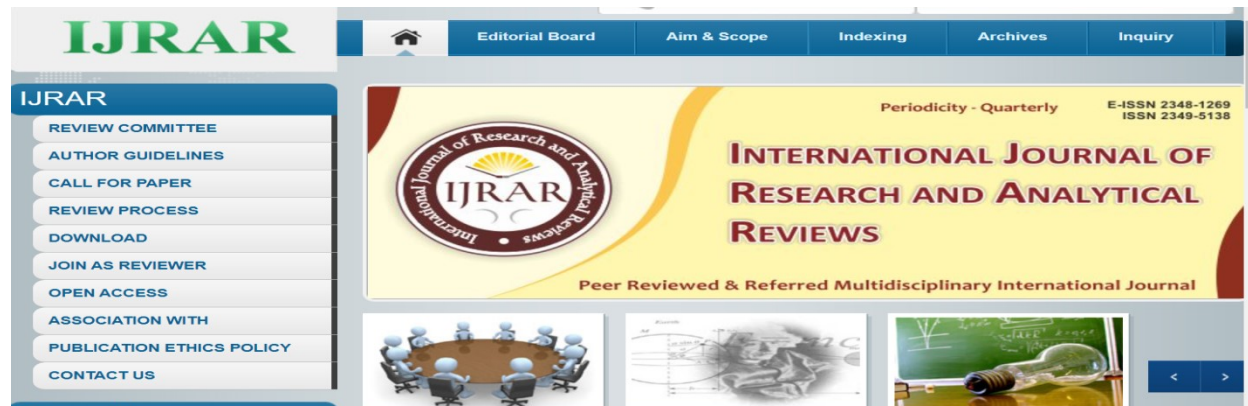 IJRAR
Editorial Board
Aim & Scope
Indexing
Archives
Inquiry
IJRAR
REVIEW COMMITTEE
AUTHOR GUIDELINES
CALL FOR PAPER
REVIEW PROCESS
DOWNLOAD
JOIN AS REVIEWER
OPEN ACCESS
ASSOCIATION WITH
PUBLICATION ETHICS POLICY
CONTACT US
Periodicity - Quarterly
E-ISSN 2348-1269
ISSN 2349-5138
International Journal of Research and Analytical Reviews
IJRAR
INTERNATIONAL JOURNAL OF
RESEARCH AND ANALYTICAL
REVIEWS
Peer Reviewed & Referred Multidisciplinary International Journal
< >